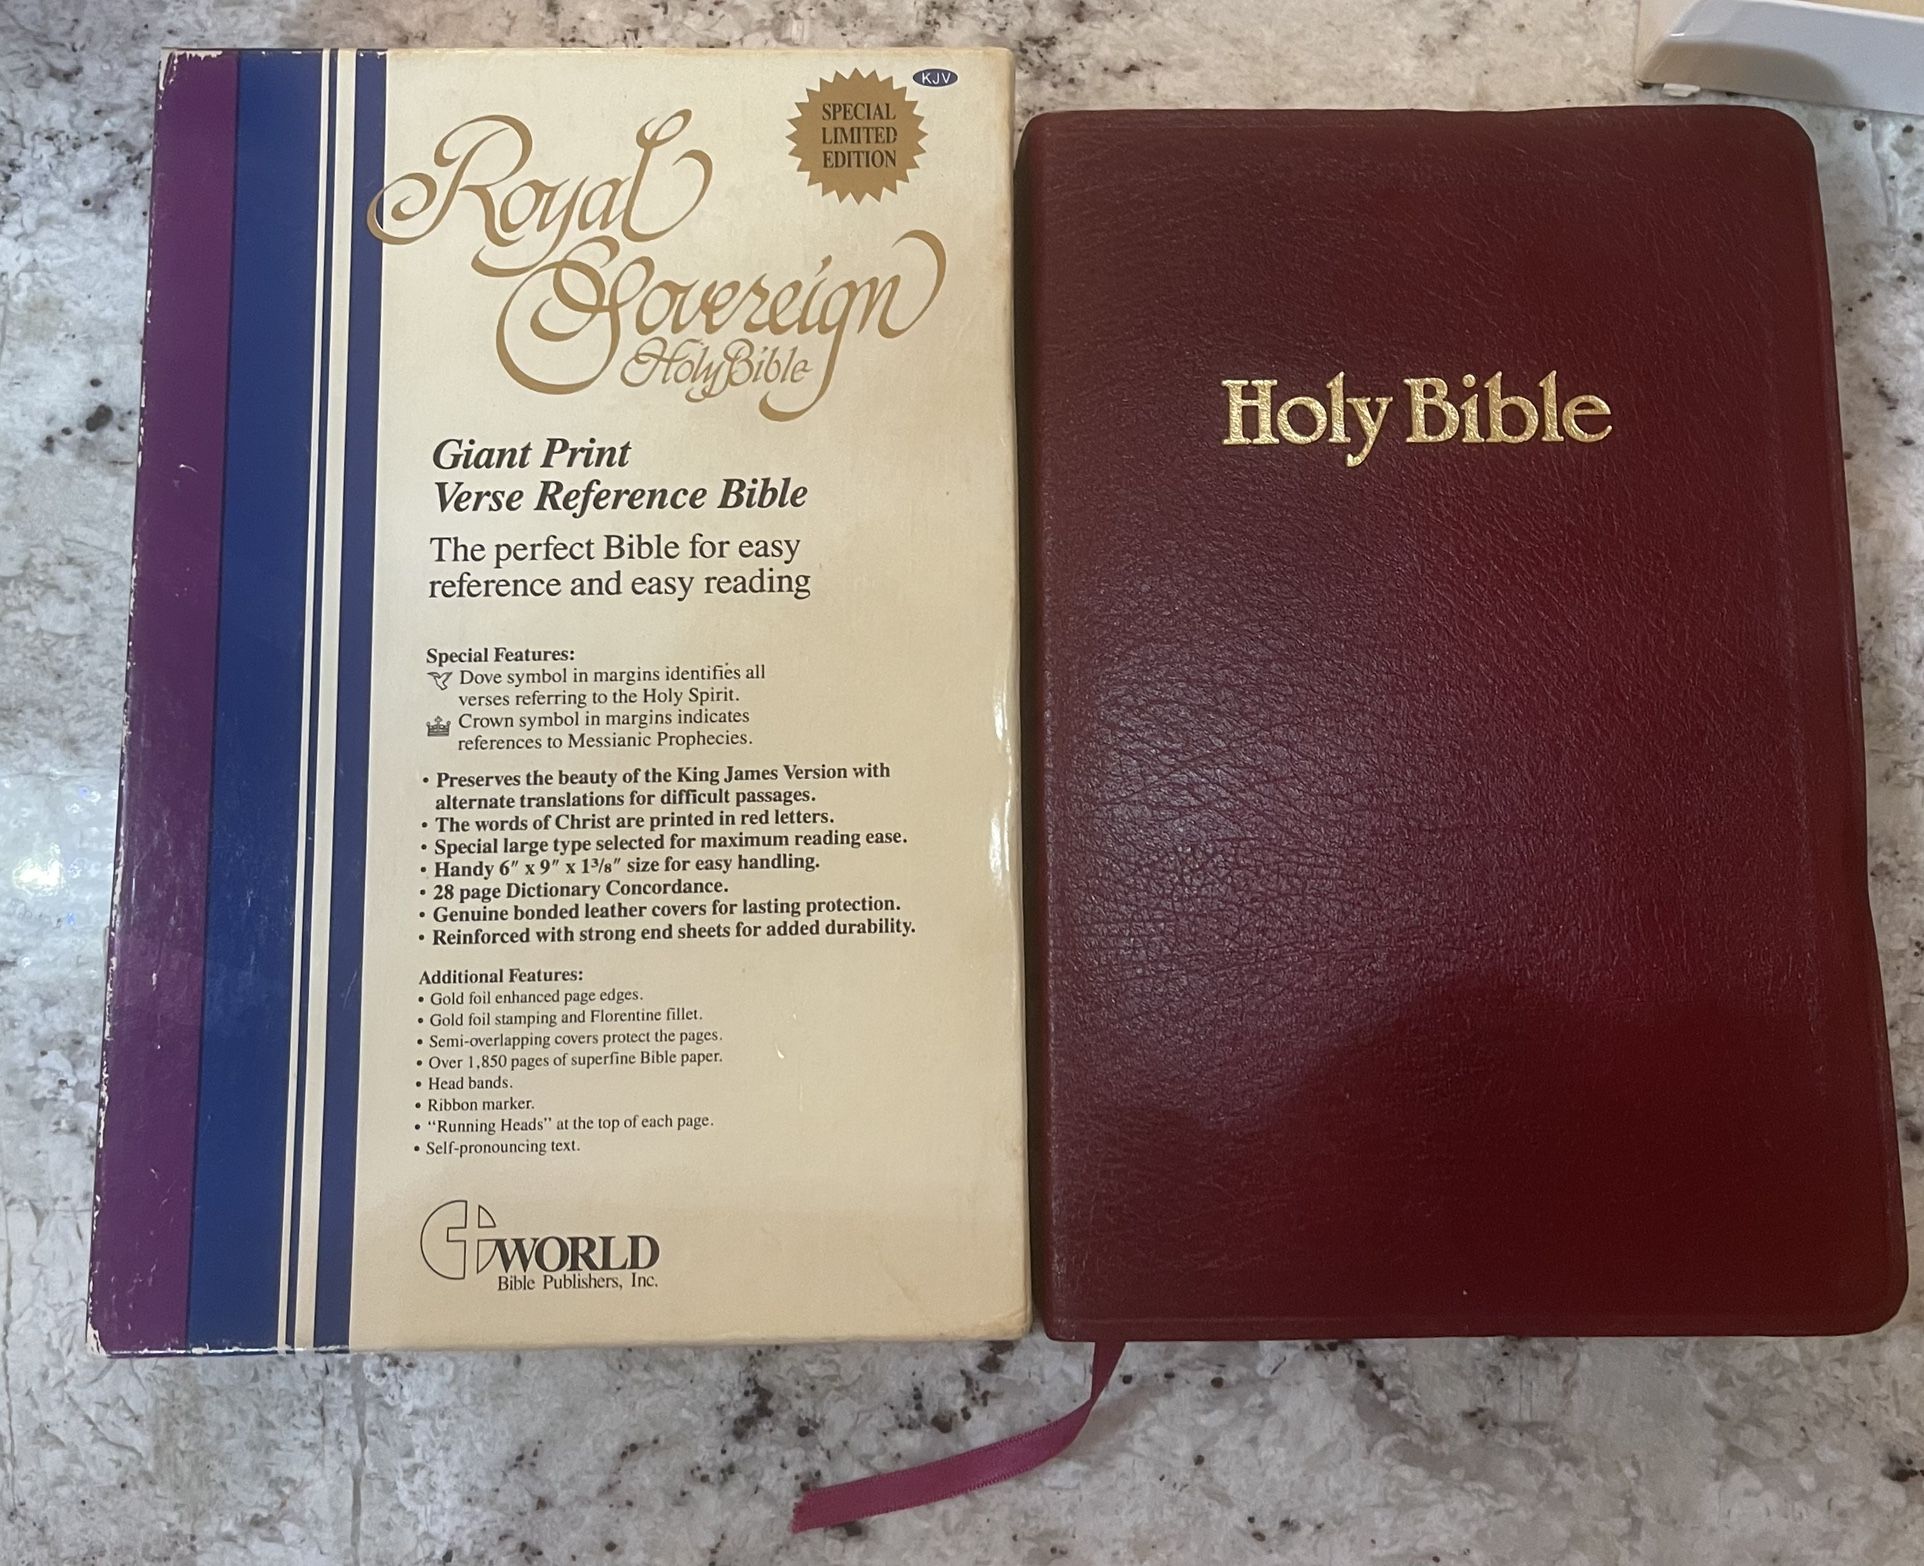 KJV
SPECIAL
LIMITED
EDITION
Royal
Sovereign
Holy Bible
Giant Print
Verse Reference Bible
The perfect Bible for easy
reference and easy reading
Special Features:
Dove symbol in margins identifies all
verses referring to the Holy Spirit.
Crown symbol in margins indicates
references to Messianic Prophecies.
• Preserves the beauty of the King James Version with
alternate translations for difficult passages.
• The words of Christ are printed in red letters.
• Special large type selected for maximum reading ease.
• Handy 6" x 9" x 1³/₈" size for easy handling.
• 28 page Dictionary Concordance.
• Genuine bonded leather covers for lasting protection.
• Reinforced with strong end sheets for added durability.
Additional Features:
• Gold foil enhanced page edges.
• Gold foil stamping and Florentine fillet.
• Semi-overlapping covers protect the pages.
• Over 1,850 pages of superfine Bible paper.
• Head bands.
• Ribbon marker.
• "Running Heads" at the top of each page.
• Self-pronouncing text.
WORLD
Bible Publishers, Inc.
Holy Bible